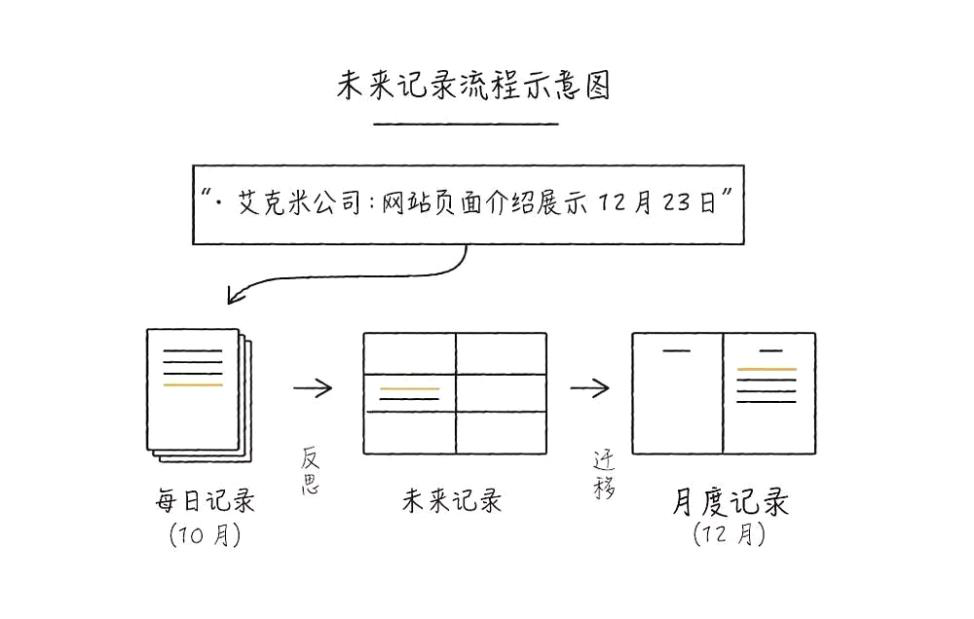 未来记录流程示意图
“· 艾克米公司：网站页面介绍展示 12 月 23 日”
反思
迁移
每日记录
(10 月)
未来记录
月度记录
(12 月)